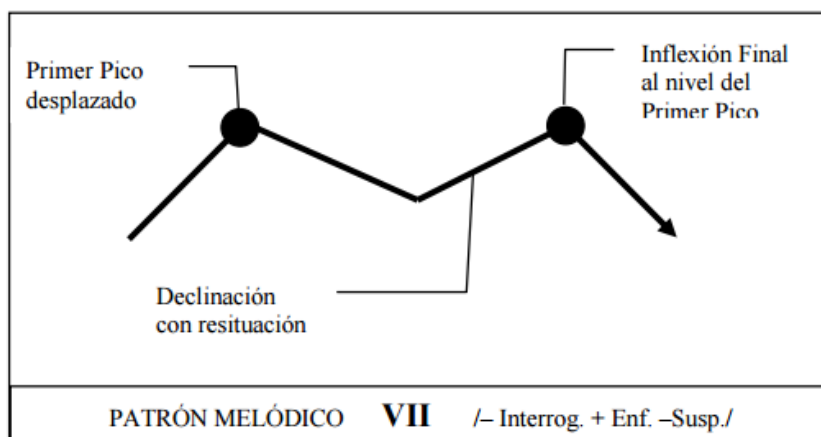 Primer Pico
desplazado
Inflexión Final
al nivel del
Primer Pico
Declinación
con resituación
PATRÓN MELÓDICO VII /– Interrog. + Enf. –Susp./